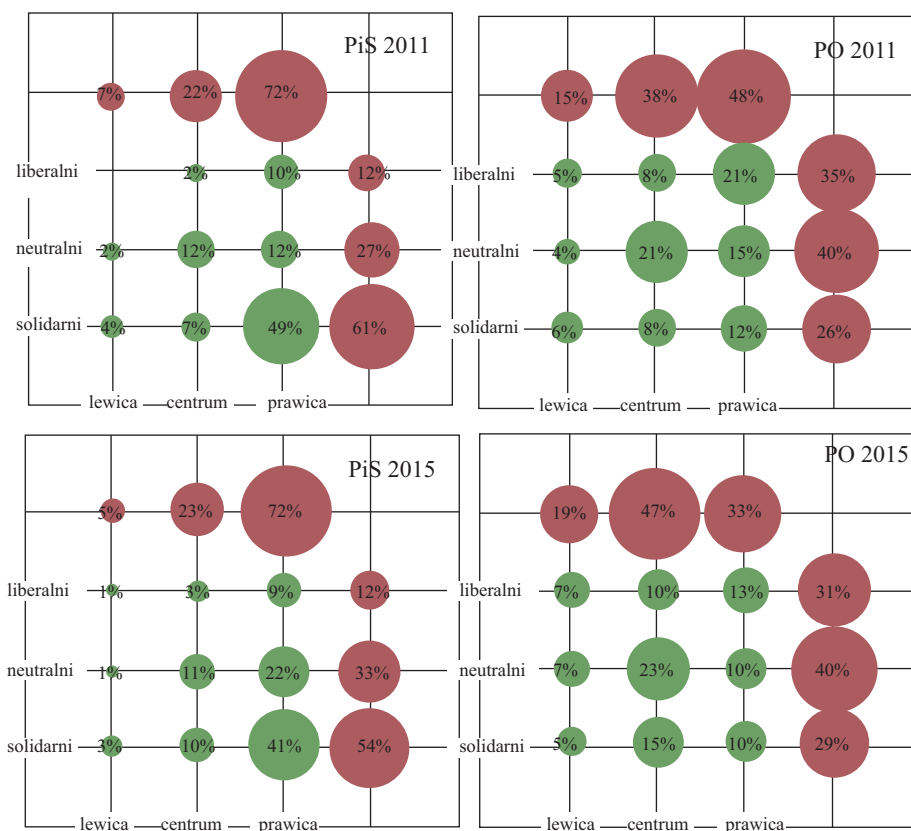 PiS 2011
7% 22% 72%
2% 10% 12%
neutralni 2% 12% 12% 27%
liberalni
solidarni 4% 7% 49% 61%
lewica centrum prawica
PO 2011
15% 38% 48%
liberalni 5% 8% 21% 35%
neutralni 4% 21% 15% 40%
solidarni 6% 8% 12% 26%
lewica centrum prawica
PiS 2015
5% 23% 72%
liberalni 1% 3% 9% 12%
neutralni 1% 11% 22% 33%
solidarni 3% 10% 41% 54%
lewica centrum prawica
PO 2015
19% 47% 33%
liberalni 7% 10% 13% 31%
neutralni 7% 23% 10% 40%
solidarni 5% 15% 10% 29%
lewica centrum prawica